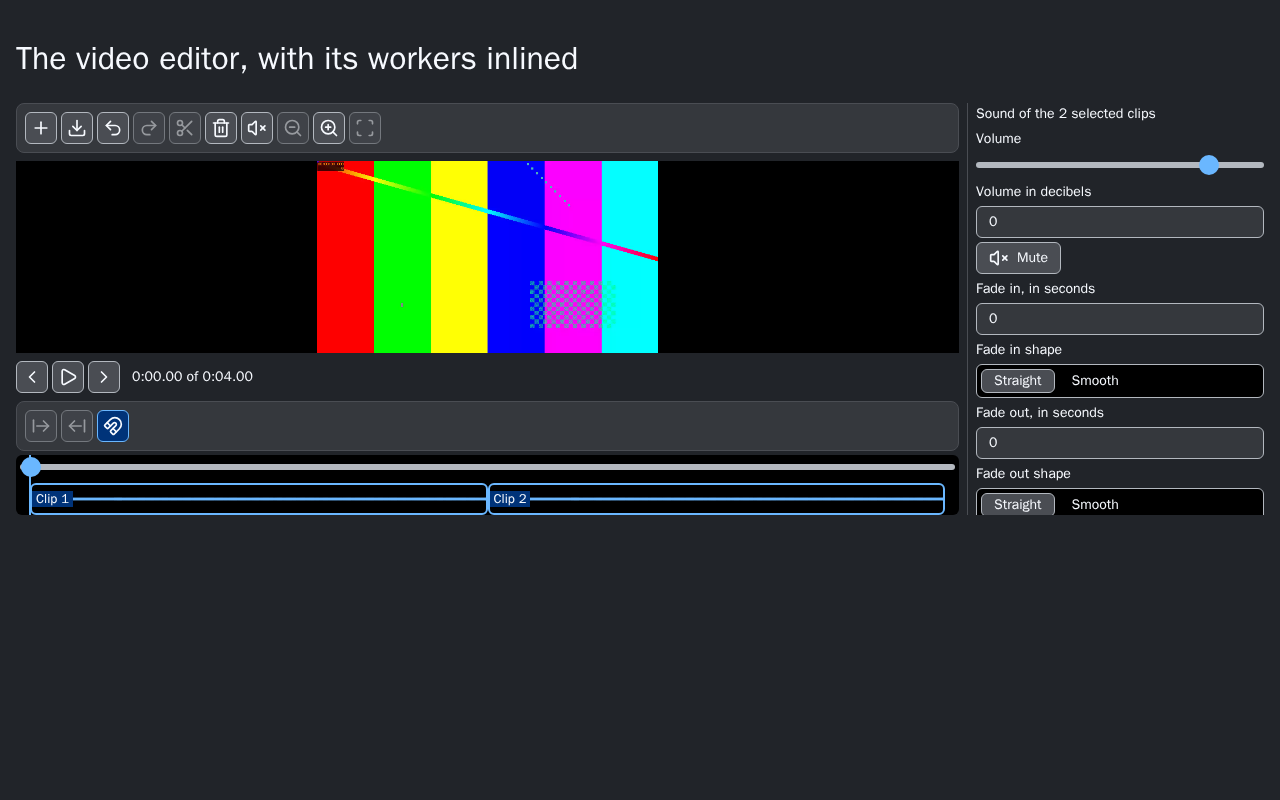 The video editor, with its workers inlined
Sound of the 2 selected clips
Volume
Volume in decibels
0
Mute
Fade in, in seconds
0
Fade in shape
Straight Smooth
0:00.00 of 0:04.00
Fade out, in seconds
0
Fade out shape
Straight Smooth
Clip 1 Clip 2